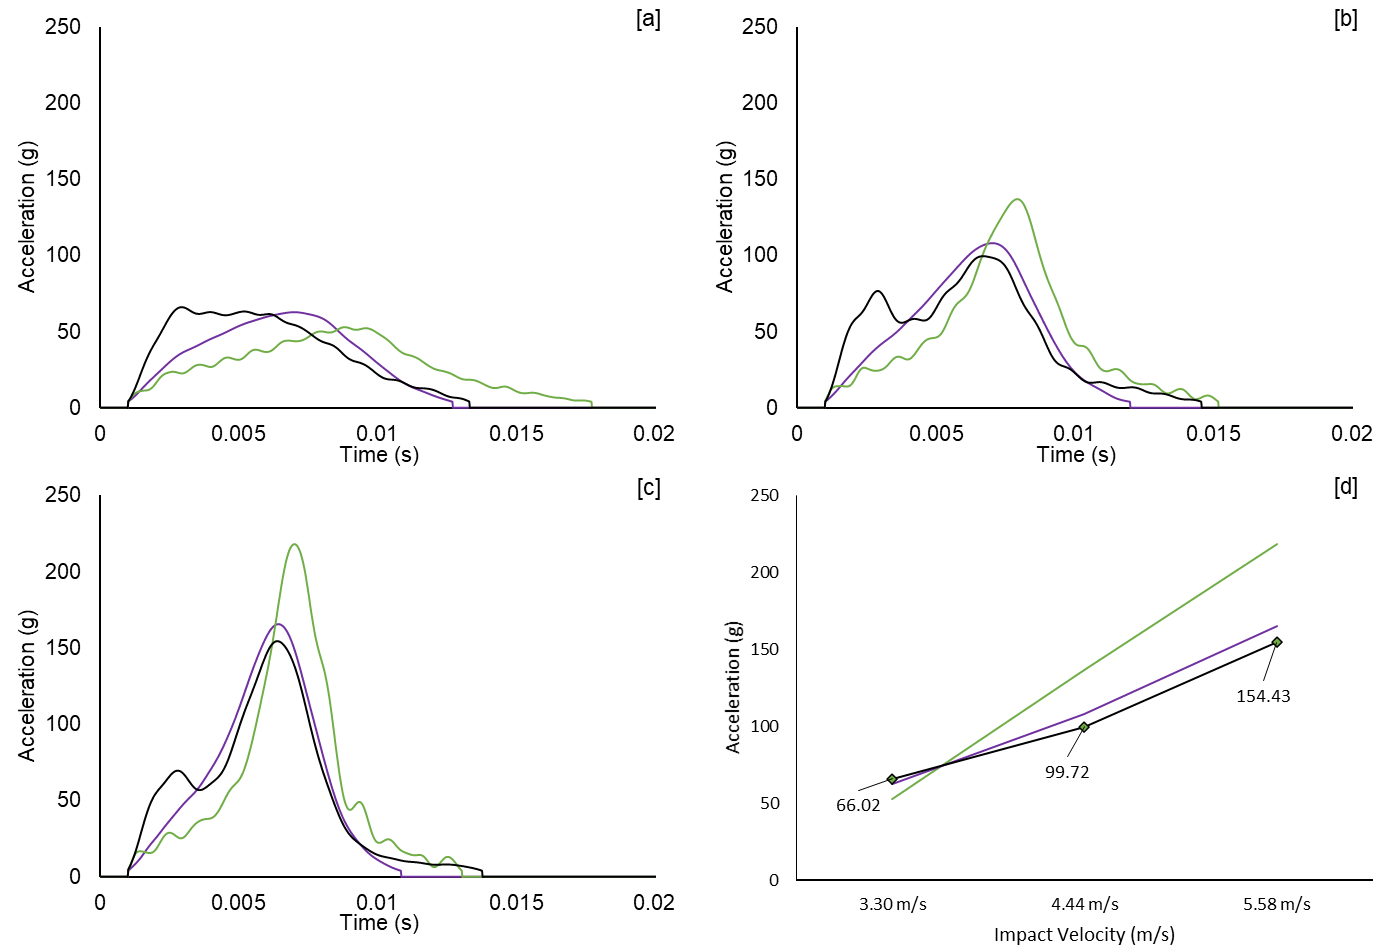 [a]
250
200
150
100
50
0
Acceleration (g)
0 0.005 0.01 0.015 0.02
Time (s)
[b]
250
200
150
100
50
0
Acceleration (g)
0 0.005 0.01 0.015 0.02
Time (s)
[c]
250
200
150
100
50
0
Acceleration (g)
0 0.005 0.01 0.015 0.02
Time (s)
[d]
250
200
150
100
50
0
Acceleration (g)
66.02
99.72
154.43
3.30 m/s 4.44 m/s 5.58 m/s
Impact Velocity (m/s)